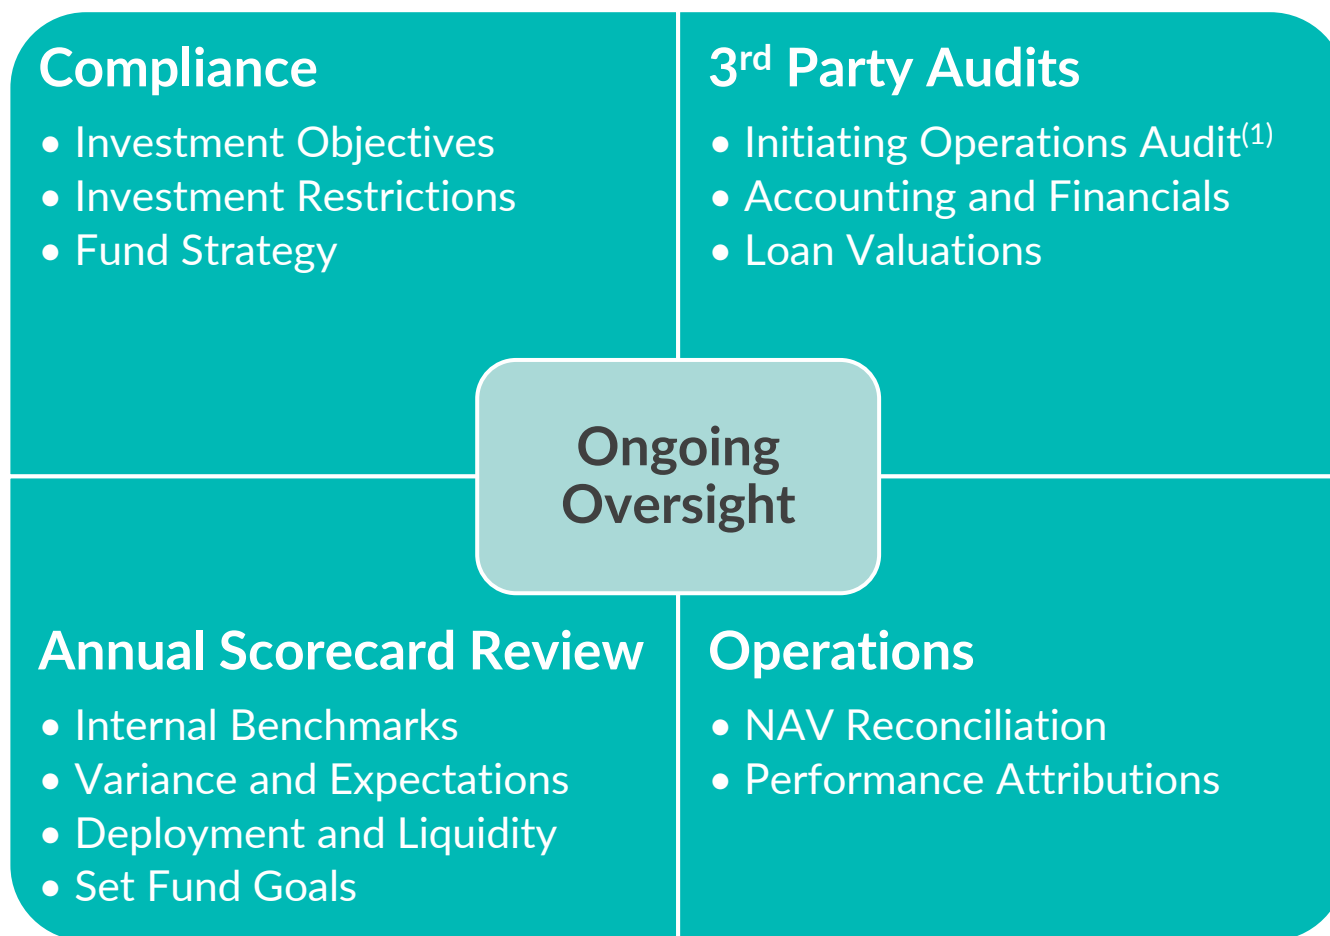 Compliance
• Investment Objectives
• Investment Restrictions
• Fund Strategy
3rd Party Audits
• Initiating Operations Audit(1)
• Accounting and Financials
• Loan Valuations
Ongoing
Oversight
Annual Scorecard Review
• Internal Benchmarks
• Variance and Expectations
• Deployment and Liquidity
• Set Fund Goals
Operations
• NAV Reconciliation
• Performance Attributions